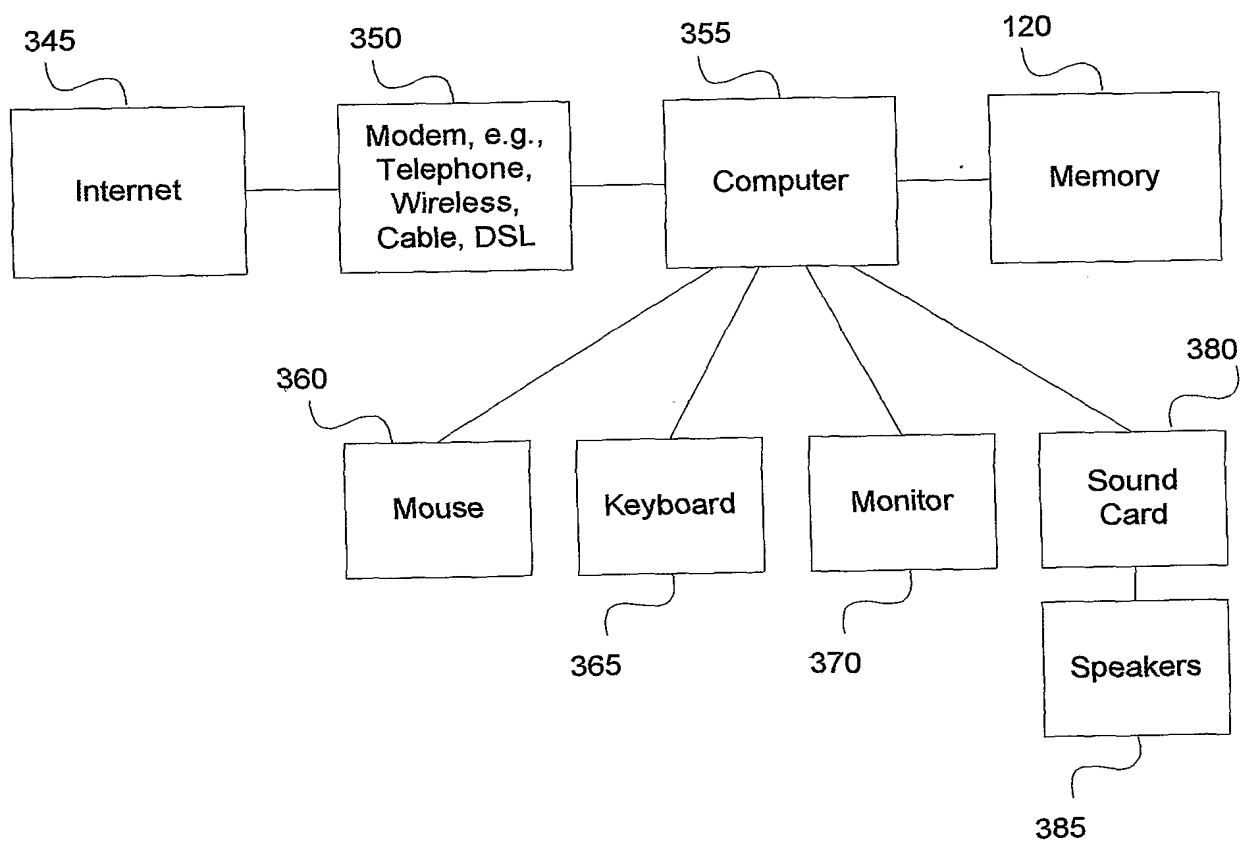 345
350
355
120
Internet
Modem, e.g.,
Telephone,
Wireless,
Cable, DSL
Computer
Memory
360
380
Mouse
Keyboard
Monitor
Sound
Card
365
370
Speakers
385